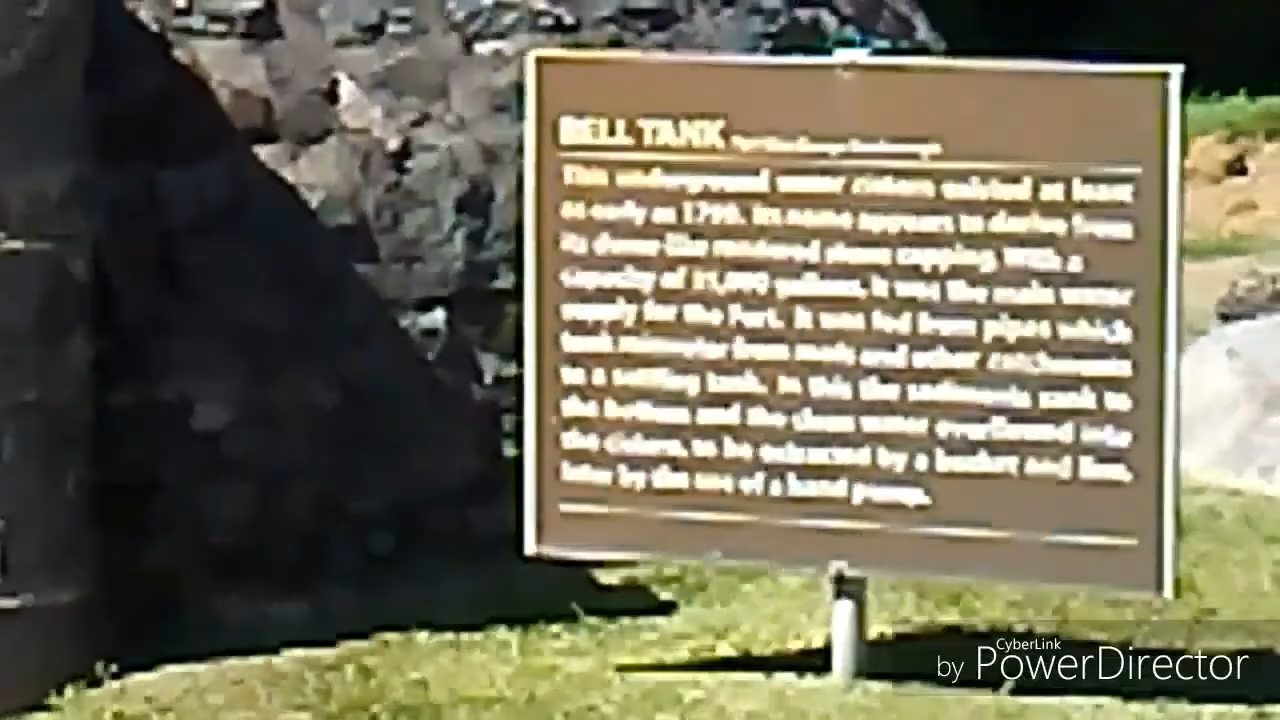 BELL TANK
This underground water cistern existed at least
as early as 1790. Its name appears to derive from
its dome-like rendered stone capping. With a
capacity of gallons, it was the main water
supply for the Fort. It was fed from pipes which
took rainwater from roofs and other catchments
to a settling tank. In this the sediments sank to
the bottom and the clean water overflowed into
the cistern, to be extracted by a bucket and line,
later by the use of a hand pump.
CyberLink
by PowerDirector